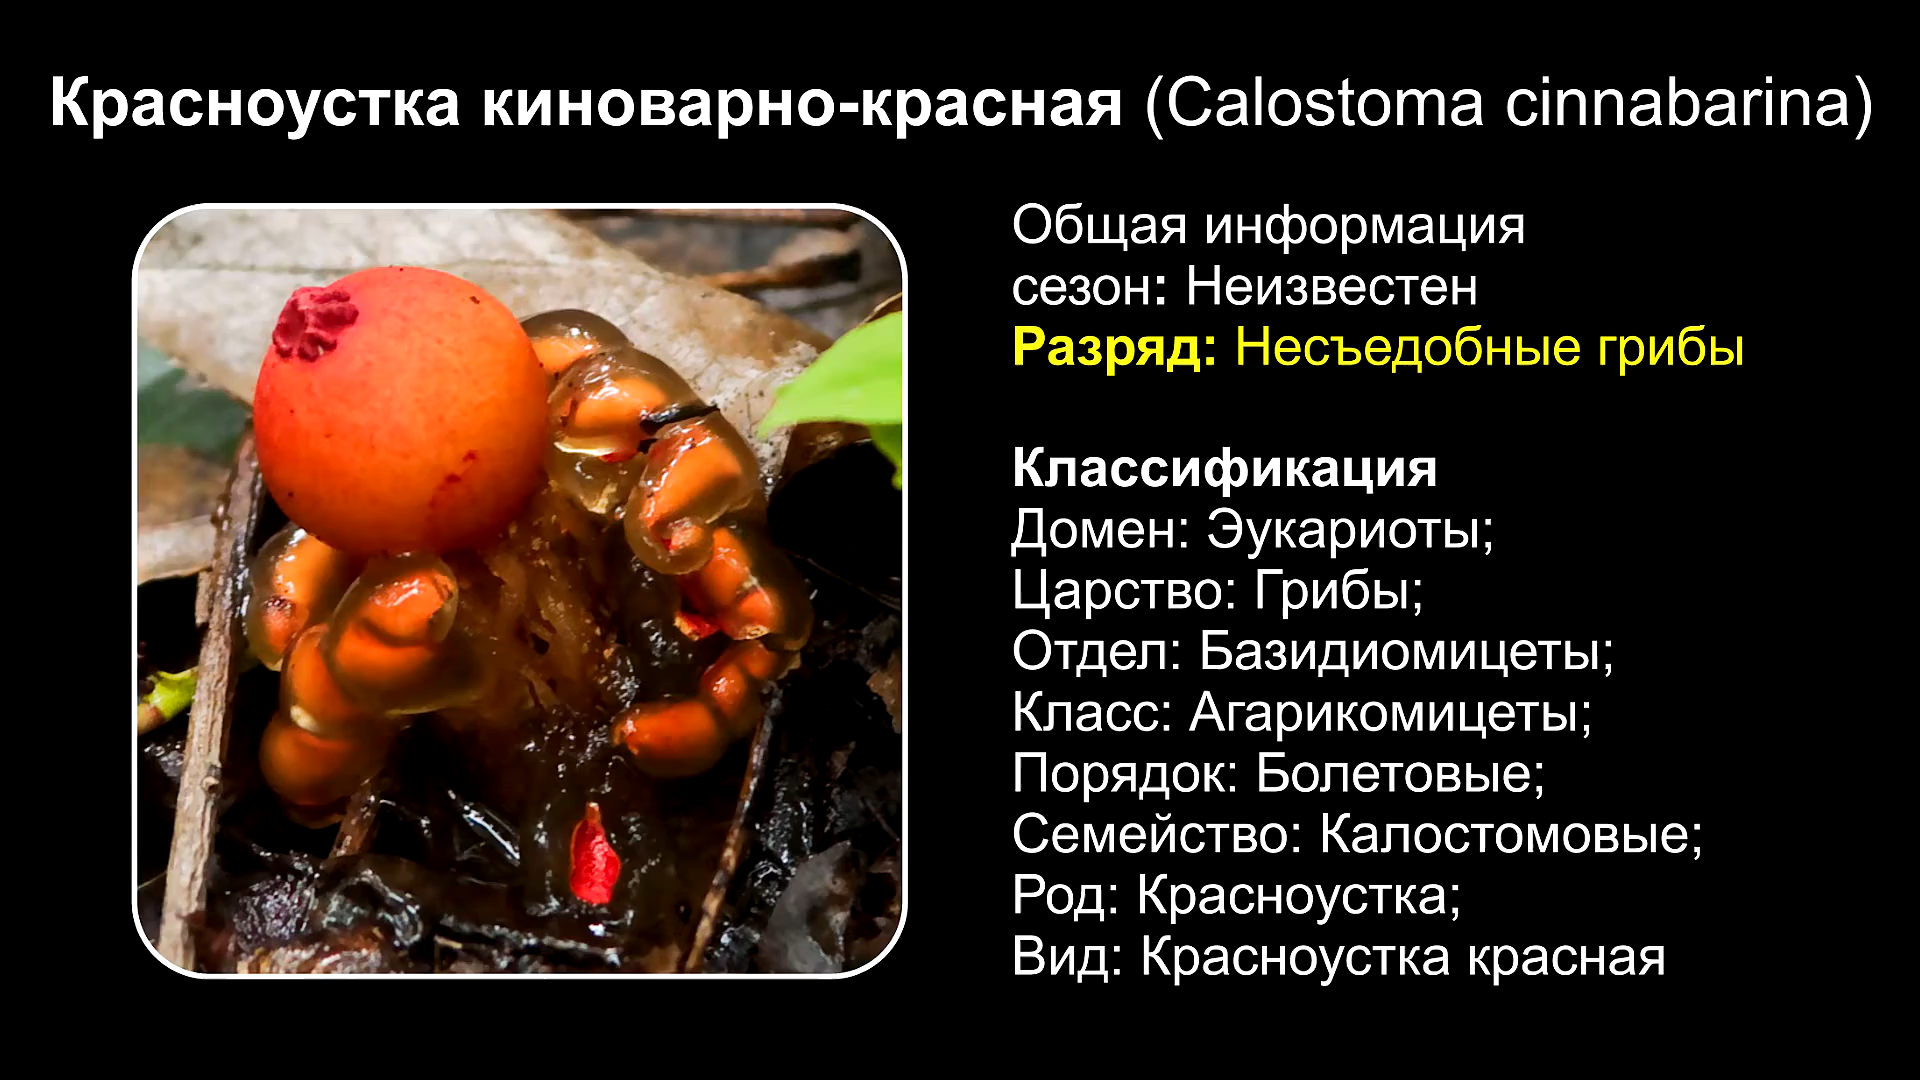 Красноустка киноварно-красная (Calostoma cinnabarina)
Общая информация
сезон: Неизвестен
Разряд: Несъедобные грибы
Классификация
Домен: Эукариоты;
Царство: Грибы;
Отдел: Базидиомицеты;
Класс: Агарикомицеты;
Порядок: Болетовые;
Семейство: Калостомовые;
Род: Красноустка;
Вид: Красноустка красная